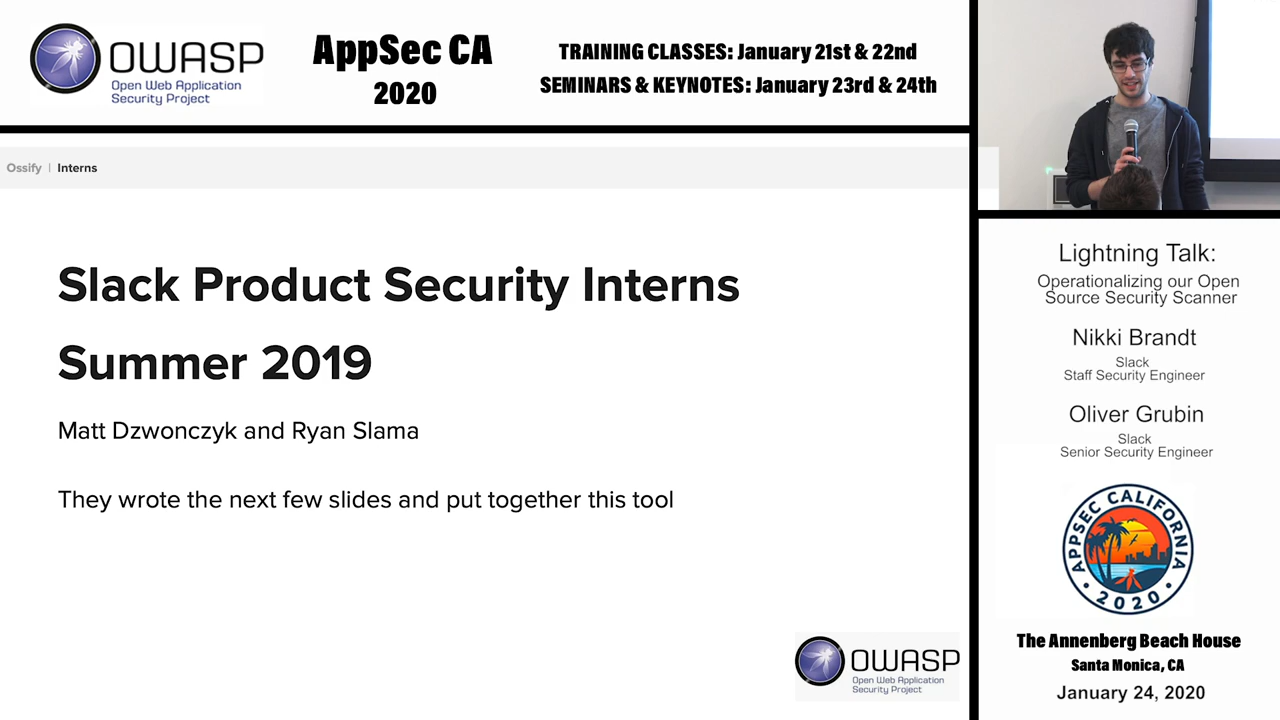 OWASP
Open Web Application
Security Project
AppSec CA
2020
TRAINING CLASSES: January 21st & 22nd
SEMINARS & KEYNOTES: January 23rd & 24th
Ossify | Interns
Slack Product Security Interns
Summer 2019
Matt Dzwonczyk and Ryan Slama
They wrote the next few slides and put together this tool
OWASP
Open Web Application
Security Project
Lightning Talk:
Operationalizing our Open
Source Security Scanner
Nikki Brandt
Slack
Staff Security Engineer
Oliver Grubin
Slack
Senior Security Engineer
APPSEC CALIFORNIA
2020
The Annenberg Beach House
Santa Monica, CA
January 24, 2020